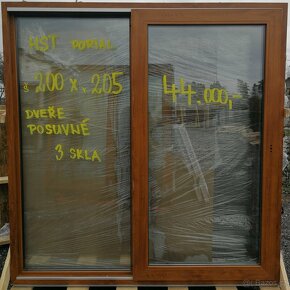 HST PORTAL
š 200 x v 205
DVEŘE
POSUVNÉ
3 SKLA
44.000,-